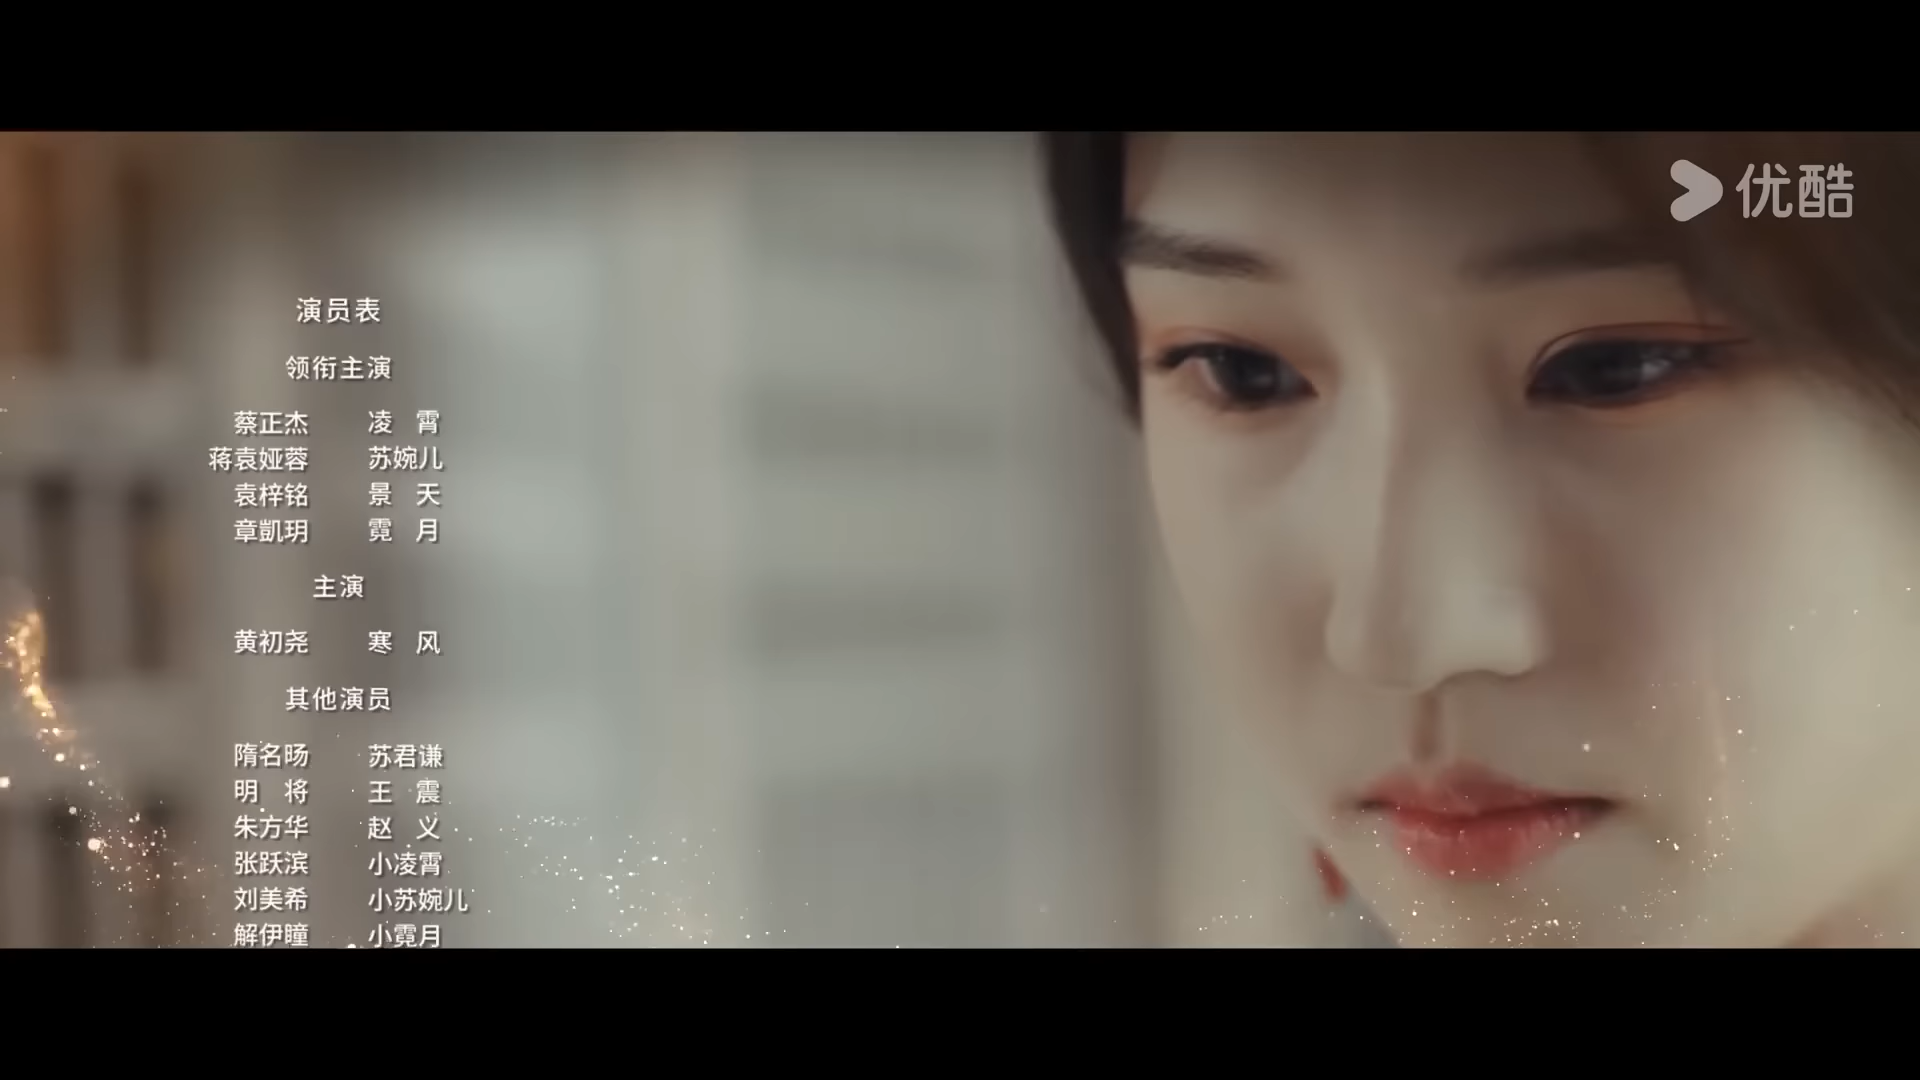 优酷
演员表
领衔主演
蔡正杰 凌 霄
蒋袁娅蓉 苏婉儿
袁梓铭 景 天
章凱玥 霓 月
主演
黄初尧 寒 风
其他演员
隋名旸 苏君谦
明 将 王 震
朱方华 赵 义
张跃滨 小凌霄
刘美希 小苏婉儿
解伊瞳 小霓月